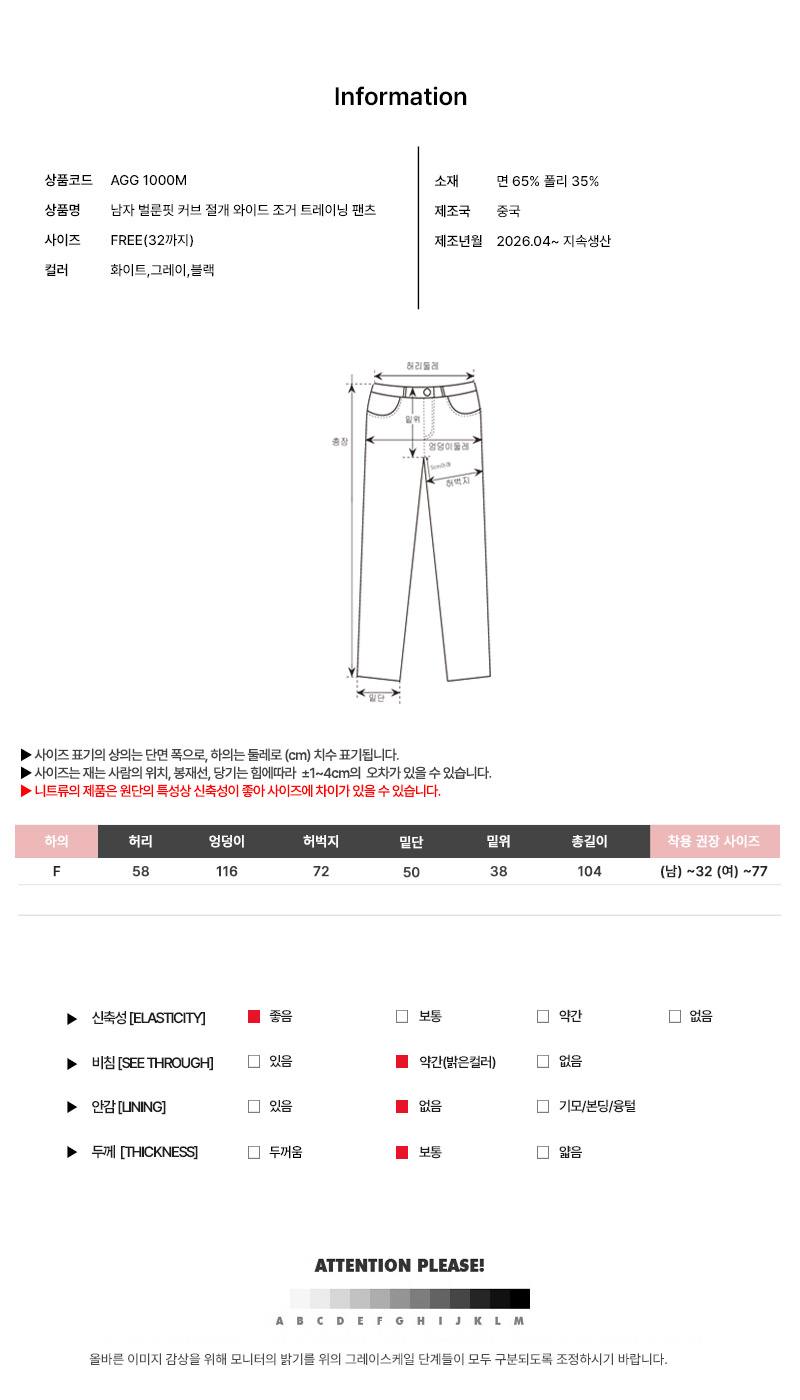 Information
상품코드 AGG 1000M
상품명 남자 벌룬핏 커브 절개 와이드 조거 트레이닝 팬츠
사이즈 FREE(32까지)
컬러 화이트,그레이,블랙
소재 면 65% 폴리 35%
제조국 중국
제조년월 2026.04~ 지속생산
허리둘레
밑위
총장
엉덩이둘레
허벅지
밑단
▶ 사이즈 표기의 상의는 단면 폭으로, 하의는 둘레로 (cm) 치수 표기됩니다.
▶ 사이즈는 재는 사람의 위치, 봉재선, 당기는 힘에따라 ±1~4cm의 오차가 있을 수 있습니다.
▶ 니트류의 제품은 원단의 특성상 신축성이 좋아 사이즈에 차이가 있을 수 있습니다.
하의 허리 엉덩이 허벅지 밑단 밑위 총길이 착용 권장 사이즈
F 58 116 72 50 38 104 (남) ~32 (여) ~77
▶ 신축성 [ELASTICITY] 좋음 보통 약간 없음
▶ 비침 [SEE THROUGH] 있음 약간(밝은컬러) 없음
▶ 안감 [LINING] 있음 없음 기모/본딩/융털
▶ 두께 [THICKNESS] 두꺼움 보통 얇음
ATTENTION PLEASE!
A B C D E F G H I J K L M
올바른 이미지 감상을 위해 모니터의 밝기를 위의 그레이스케일 단계들이 모두 구분되도록 조정하시기 바랍니다.